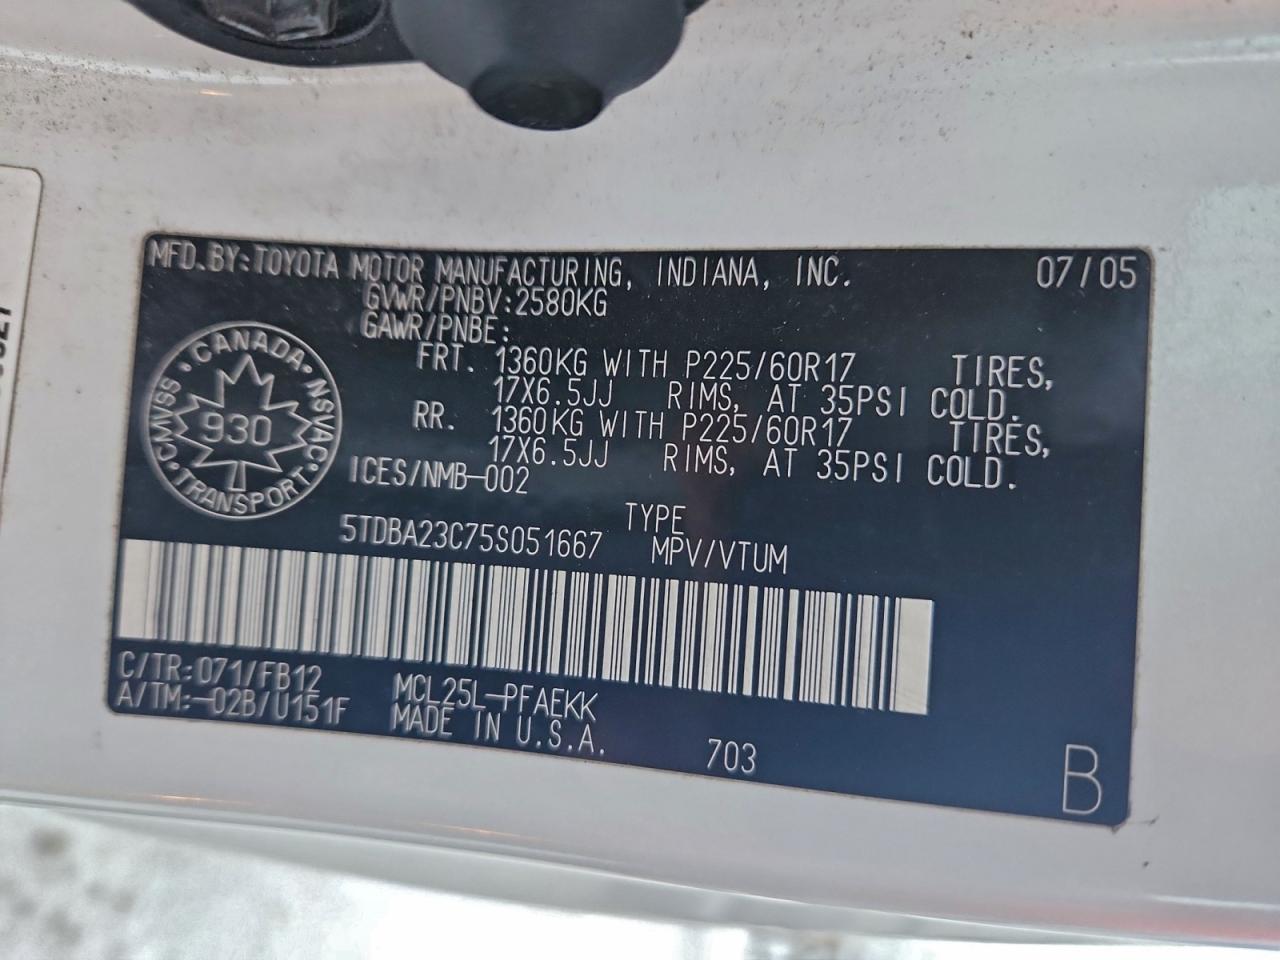 MFD.BY:TOYOTA MOTOR MANUFACTURING, INDIANA, INC. 07/05
GVWR/PNBV:2580KG
GAWR/PNBE:
FRT. 1360KG WITH P225/60R17 TIRES,
17X6.5JJ RIMS, AT 35PSI COLD.
RR. 1360KG WITH P225/60R17 TIRES,
17X6.5JJ RIMS, AT 35PSI COLD.
ICES/NMB-002
CANADA
NSVAC
TRANSPORT
CMVSS
930
TYPE
5TDBA23C75S051667 MPV/VTUM
C/TR:071/FB12 MCL25L-PFAEKK
A/TM:-02B/U151F MADE IN U.S.A.
703
B